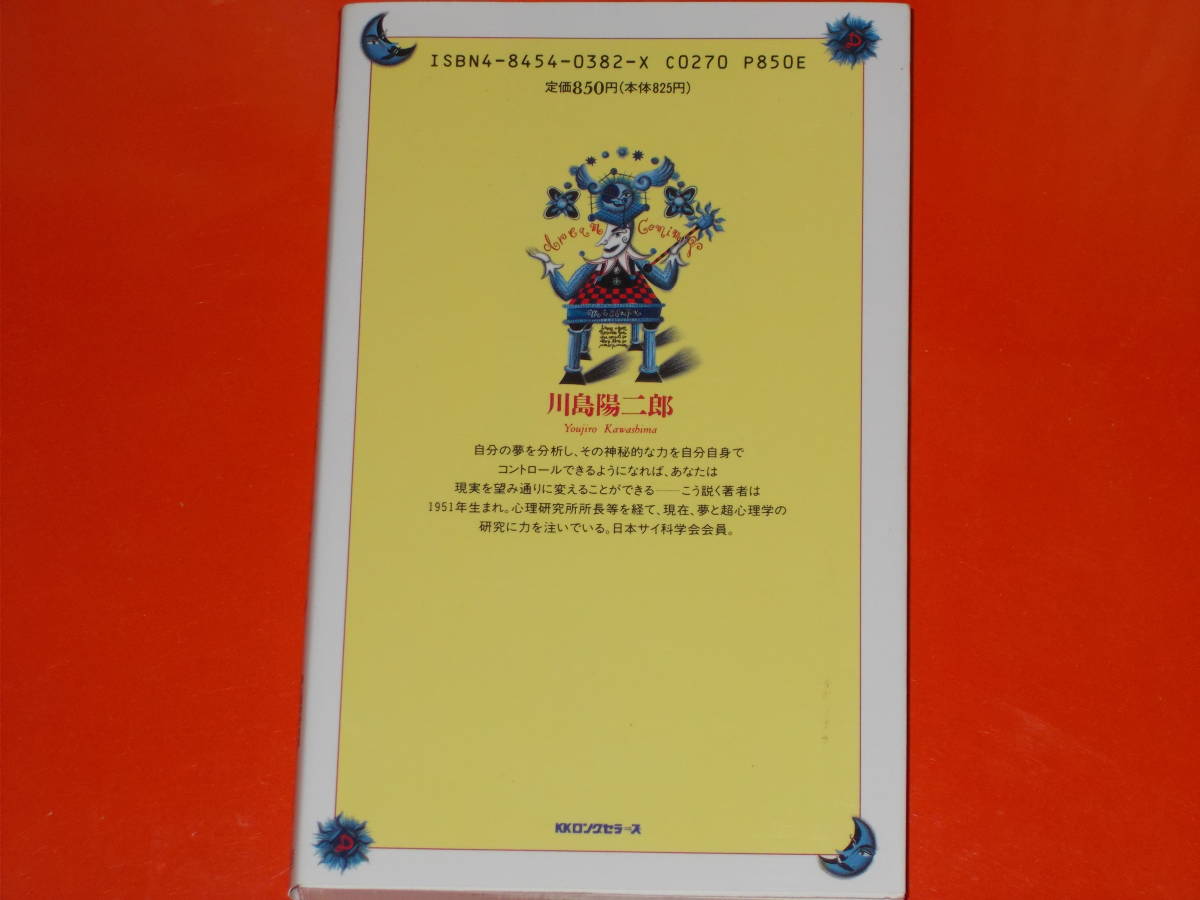 D
ISBN4-8454-0382-X C0270 P850E
定価850円(本体825円)
dream Coming
川島陽二郎
Youjiro Kawashima
自分の夢を分析し、その神秘的な力を自分自身で
コントロールできるようになれば、あなたは
現実を望み通りに変えることができる——こう説く著者は
1951年生まれ。心理研究所所長等を経て、現在、夢と超心理学の
研究に力を注いでいる。日本サイ科学会会員。
KKロングセラーズ
D